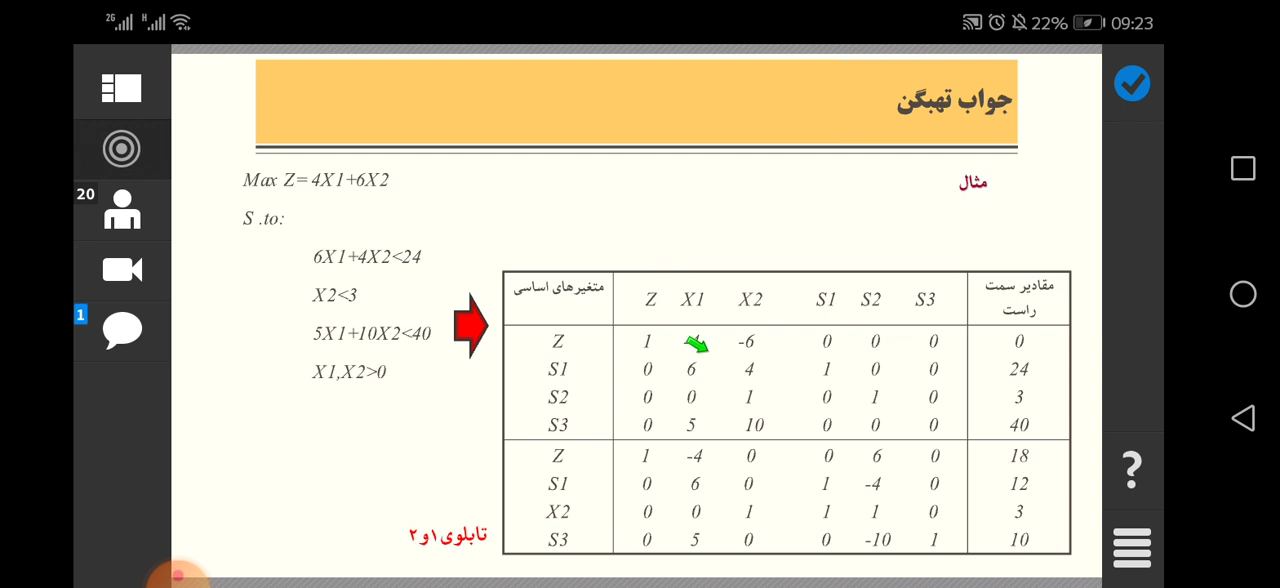 2G H 22% 09:23
جواب تهبگن
Max Z= 4X1+6X2
مثال
S .to:
6X1+4X2<24
X2<3
5X1+10X2<40
X1,X2>0
20
1
متغیرهای اساسی Z X1 X2 S1 S2 S3 مقادیر سمت
راست
Z 1 -6 0 0 0 0
S1 0 6 4 1 0 0 24
S2 0 0 1 0 1 0 3
S3 0 5 10 0 0 0 40
Z 1 -4 0 0 6 0 18
S1 0 6 0 1 -4 0 12
X2 0 0 1 1 1 0 3
S3 0 5 0 0 -10 1 10
تابلوی ۱و۲
?